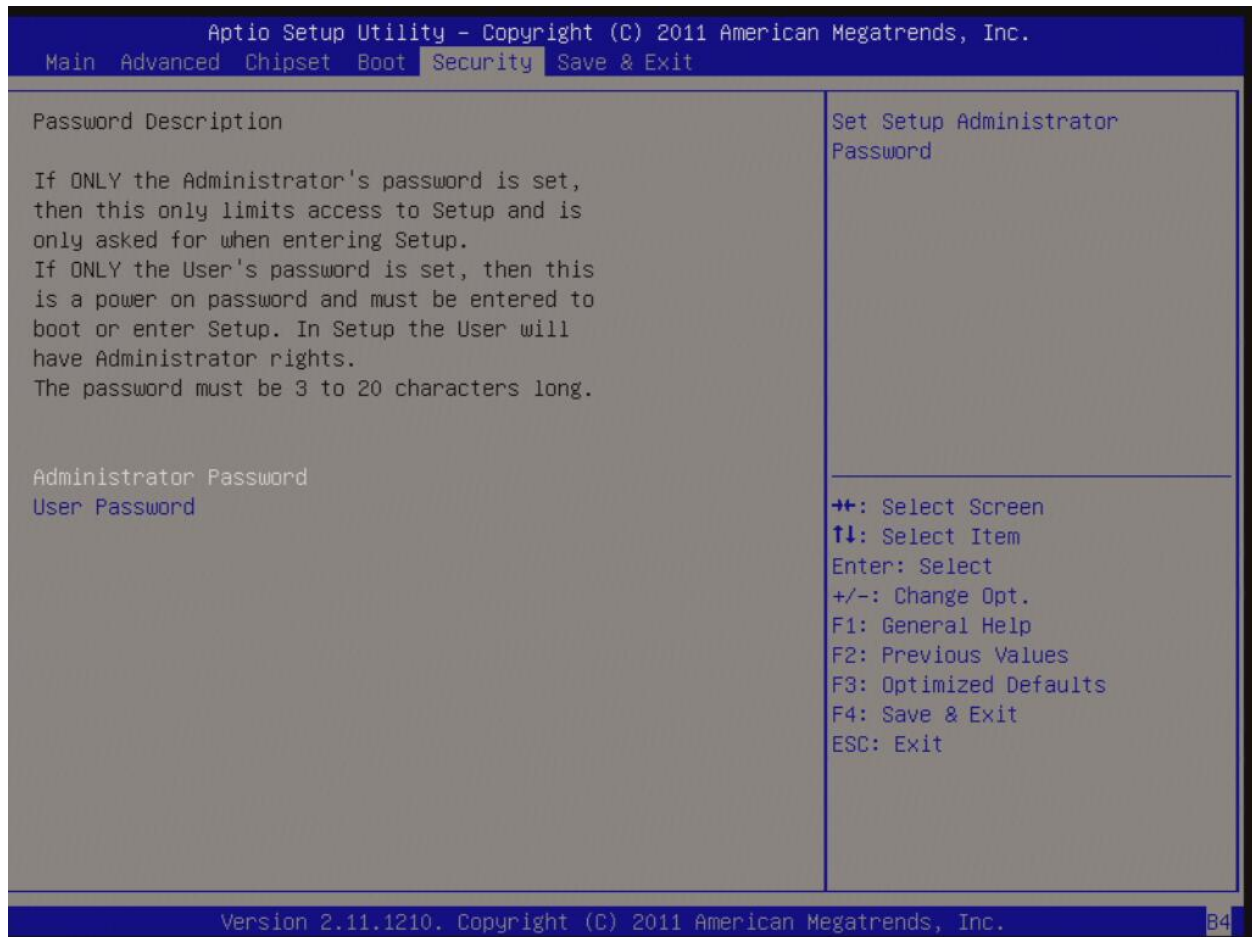 Aptio Setup Utility – Copyright (C) 2011 American Megatrends, Inc.
Main Advanced Chipset Boot Security Save & Exit
Password Description
If ONLY the Administrator's password is set,
then this only limits access to Setup and is
only asked for when entering Setup.
If ONLY the User's password is set, then this
is a power on password and must be entered to
boot or enter Setup. In Setup the User will
have Administrator rights.
The password must be 3 to 20 characters long.
Administrator Password
User Password
Set Setup Administrator
Password
→←: Select Screen
↑↓: Select Item
Enter: Select
+/-: Change Opt.
F1: General Help
F2: Previous Values
F3: Optimized Defaults
F4: Save & Exit
ESC: Exit
Version 2.11.1210. Copyright (C) 2011 American Megatrends, Inc.
B4